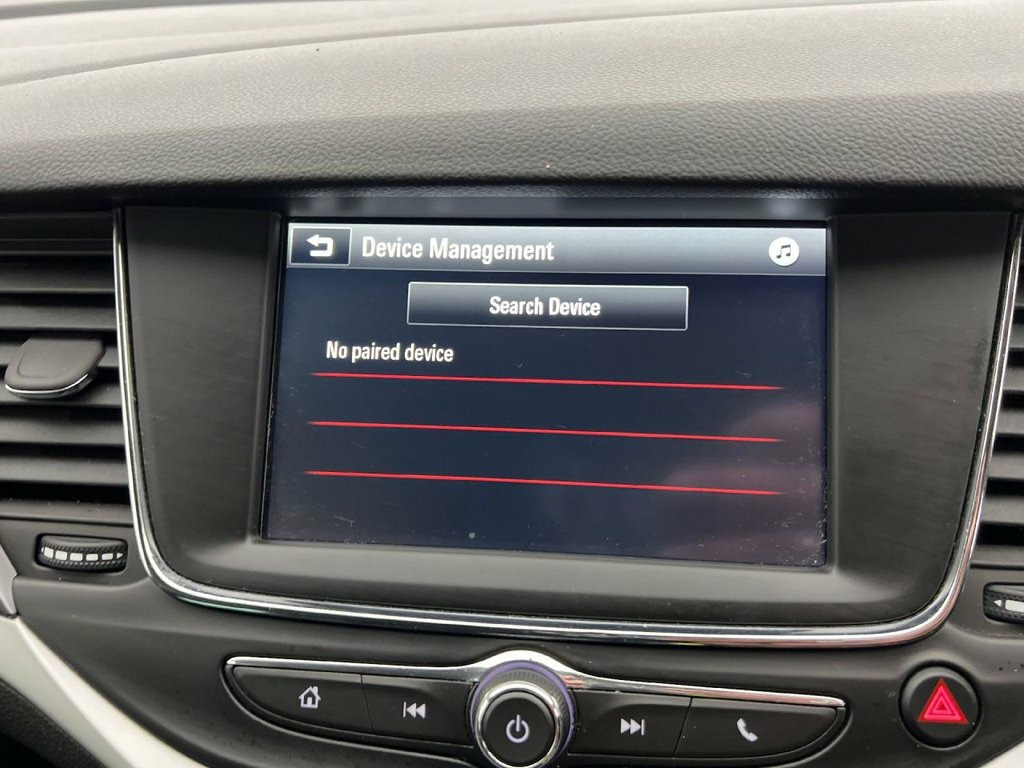 Device Management
Search Device
No paired device